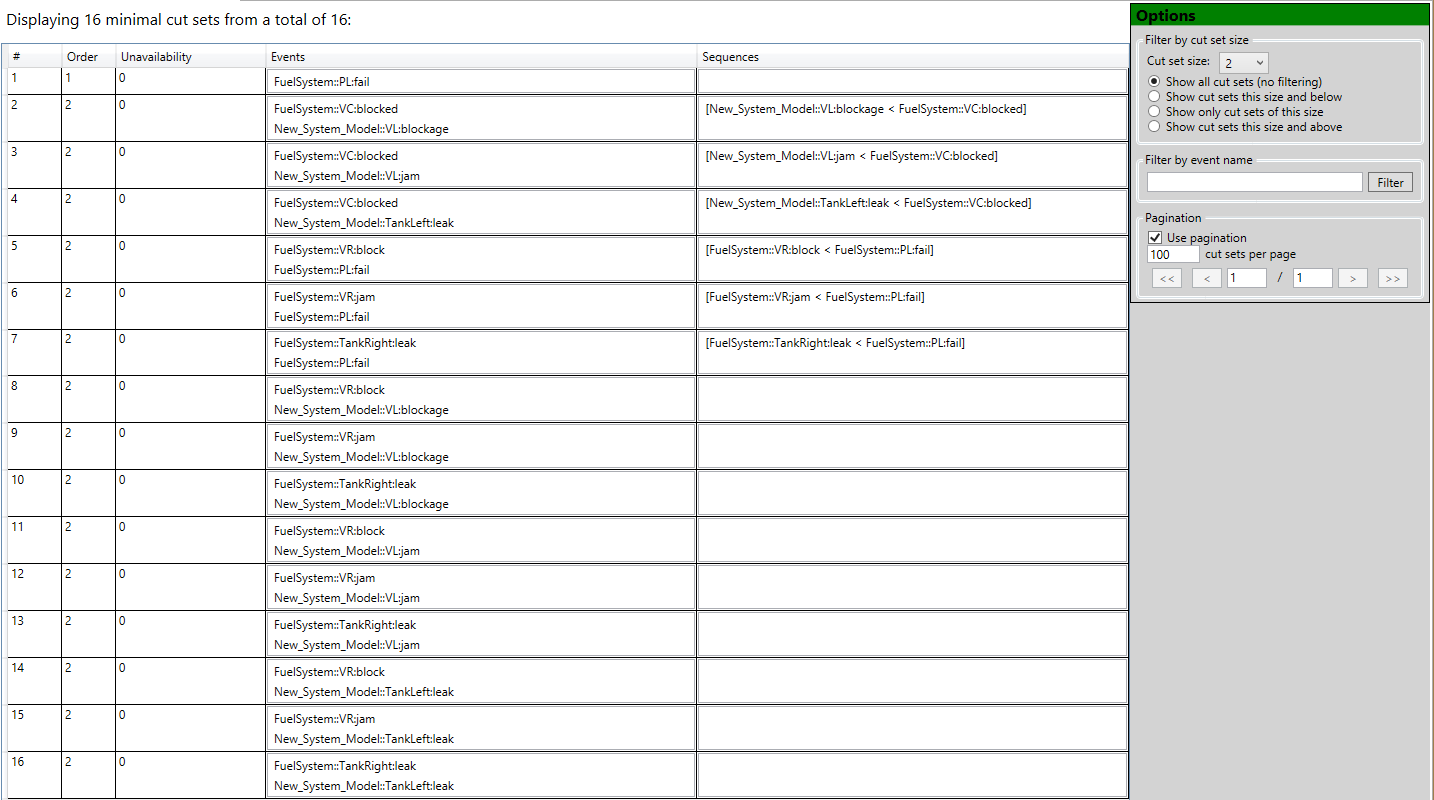 Displaying 16 minimal cut sets from a total of 16:
# Order Unavailability Events Sequences
1 1 0 FuelSystem::PL:fail
2 2 0 FuelSystem::VC:blocked [New_System_Model::VL:blockage < FuelSystem::VC:blocked]
New_System_Model::VL:blockage
3 2 0 FuelSystem::VC:blocked [New_System_Model::VL:jam < FuelSystem::VC:blocked]
New_System_Model::VL:jam
4 2 0 FuelSystem::VC:blocked [New_System_Model::TankLeft:leak < FuelSystem::VC:blocked]
New_System_Model::TankLeft:leak
5 2 0 FuelSystem::VR:block [FuelSystem::VR:block < FuelSystem::PL:fail]
FuelSystem::PL:fail
6 2 0 FuelSystem::VR:jam [FuelSystem::VR:jam < FuelSystem::PL:fail]
FuelSystem::PL:fail
7 2 0 FuelSystem::TankRight:leak [FuelSystem::TankRight:leak < FuelSystem::PL:fail]
FuelSystem::PL:fail
8 2 0 FuelSystem::VR:block
New_System_Model::VL:blockage
9 2 0 FuelSystem::VR:jam
New_System_Model::VL:blockage
10 2 0 FuelSystem::TankRight:leak
New_System_Model::VL:blockage
11 2 0 FuelSystem::VR:block
New_System_Model::VL:jam
12 2 0 FuelSystem::VR:jam
New_System_Model::VL:jam
13 2 0 FuelSystem::TankRight:leak
New_System_Model::VL:jam
14 2 0 FuelSystem::VR:block
New_System_Model::TankLeft:leak
15 2 0 FuelSystem::VR:jam
New_System_Model::TankLeft:leak
16 2 0 FuelSystem::TankRight:leak
New_System_Model::TankLeft:leak
Options
Filter by cut set size
Cut set size: 2
Show all cut sets (no filtering)
Show cut sets this size and below
Show only cut sets of this size
Show cut sets this size and above
Filter by event name
Filter
Pagination
Use pagination
100 cut sets per page
<< < 1 / 1 > >>